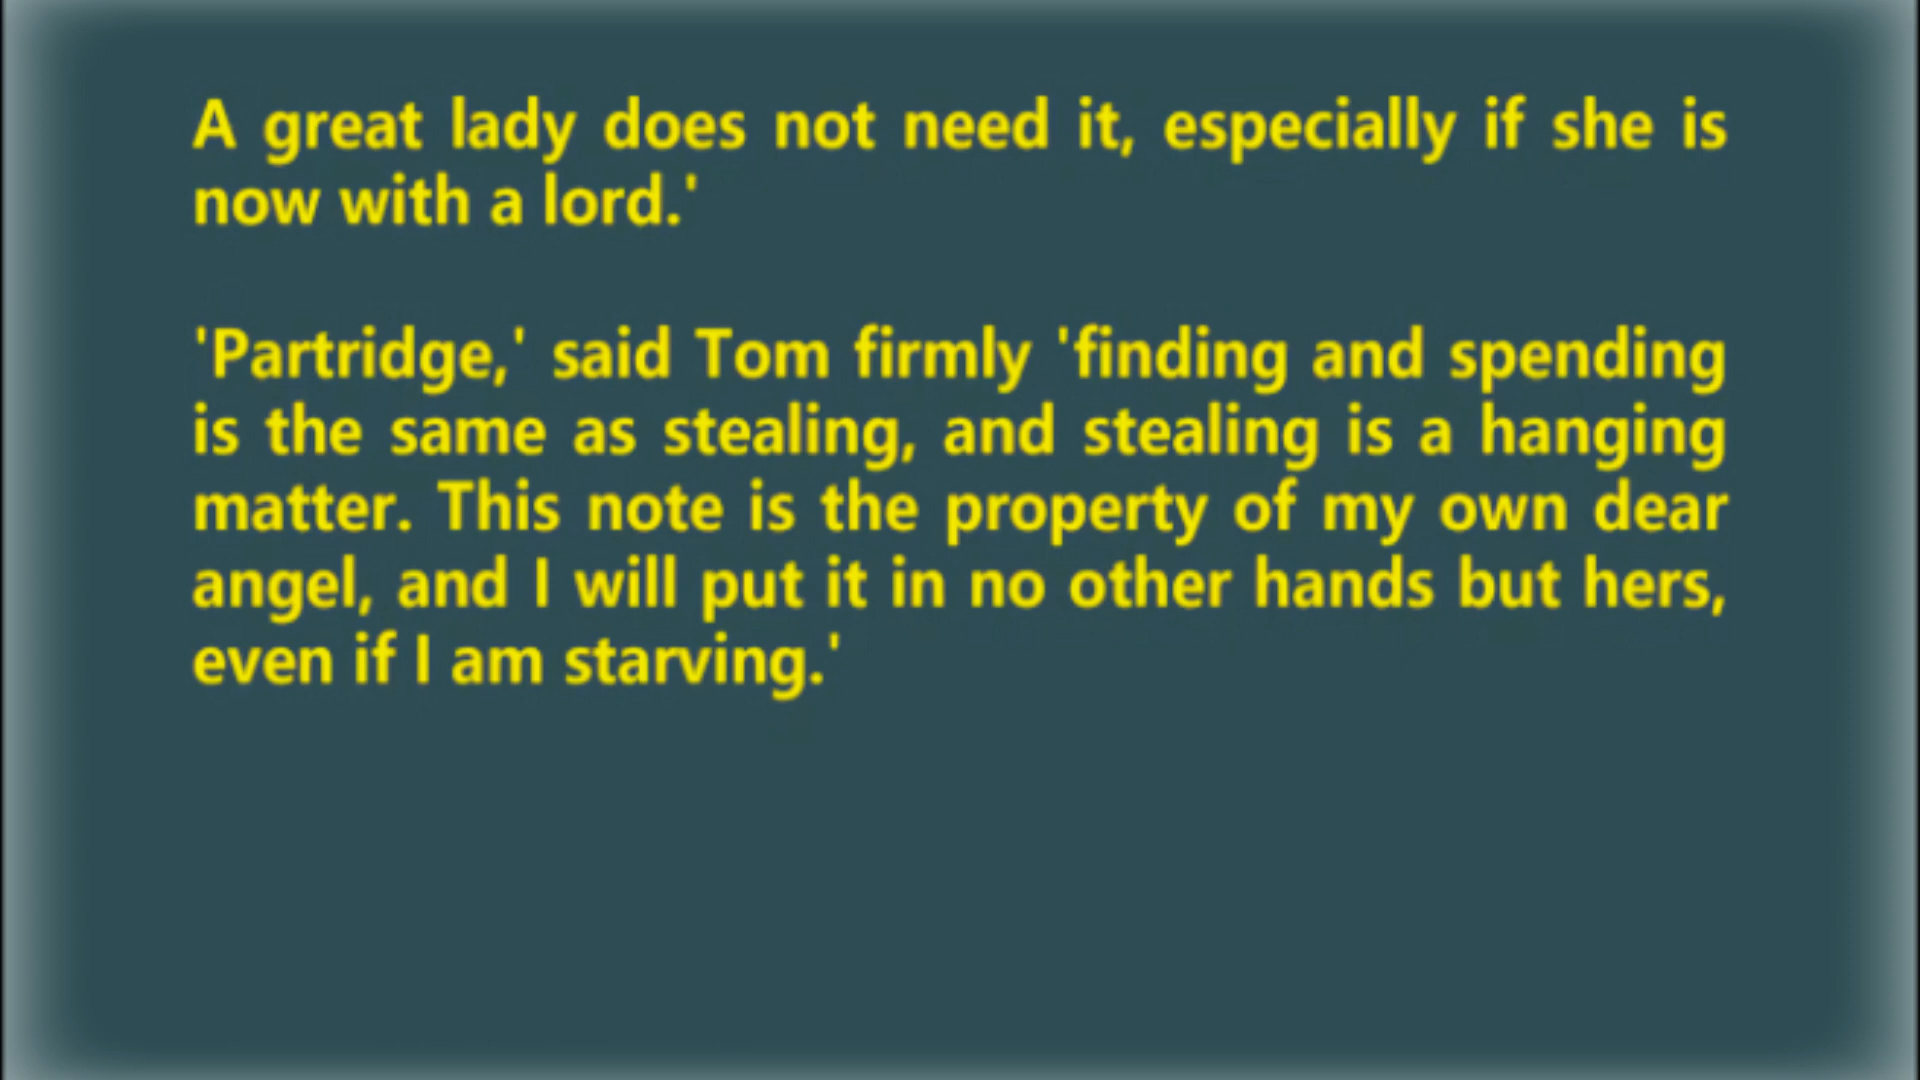 A great lady does not need it, especially if she is
now with a lord.'
'Partridge,' said Tom firmly 'finding and spending
is the same as stealing, and stealing is a hanging
matter. This note is the property of my own dear
angel, and I will put it in no other hands but hers,
even if I am starving.'